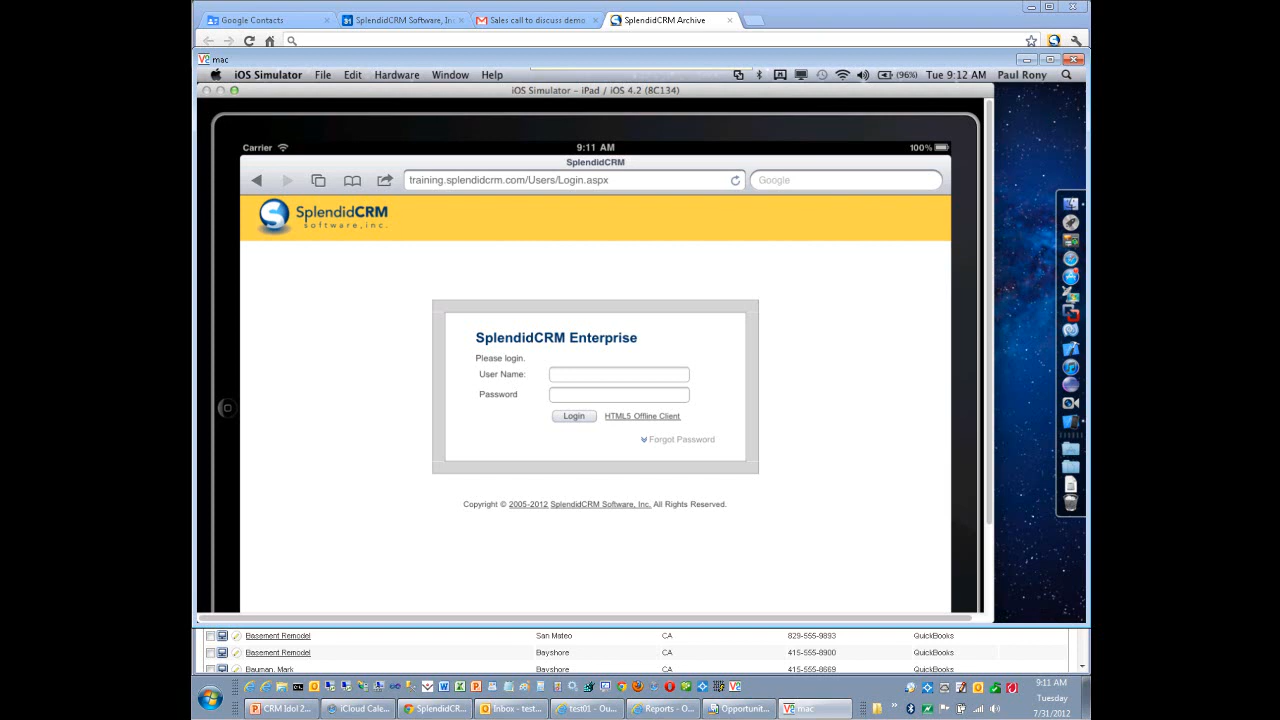 Google Contacts
SplendidCRM Software, Inc
Sales call to discuss demo
SplendidCRM Archive
mac
iOS Simulator File Edit Hardware Window Help
(96%) Tue 9:12 AM Paul Rony
iOS Simulator – iPad / iOS 4.2 (8C134)
Carrier 9:11 AM 100%
SplendidCRM
training.splendidcrm.com/Users/Login.aspx
Google
SplendidCRM
software, inc.
SplendidCRM Enterprise
Please login.
User Name:
Password
Login HTML5 Offline Client
Forgot Password
Copyright © 2005-2012 SplendidCRM Software, Inc. All Rights Reserved.
Basement Remodel San Mateo CA 829-555-9893 QuickBooks
Basement Remodel Bayshore CA 415-555-8900 QuickBooks
Bauman, Mark Bayshore CA 415-555-8669 QuickBooks
CRM Idol 2...
iCloud Cale...
SplendidCR...
Inbox - test...
test01 - Ou...
Reports - O...
Opportunit...
mac
9:11 AM
Tuesday
7/31/2012